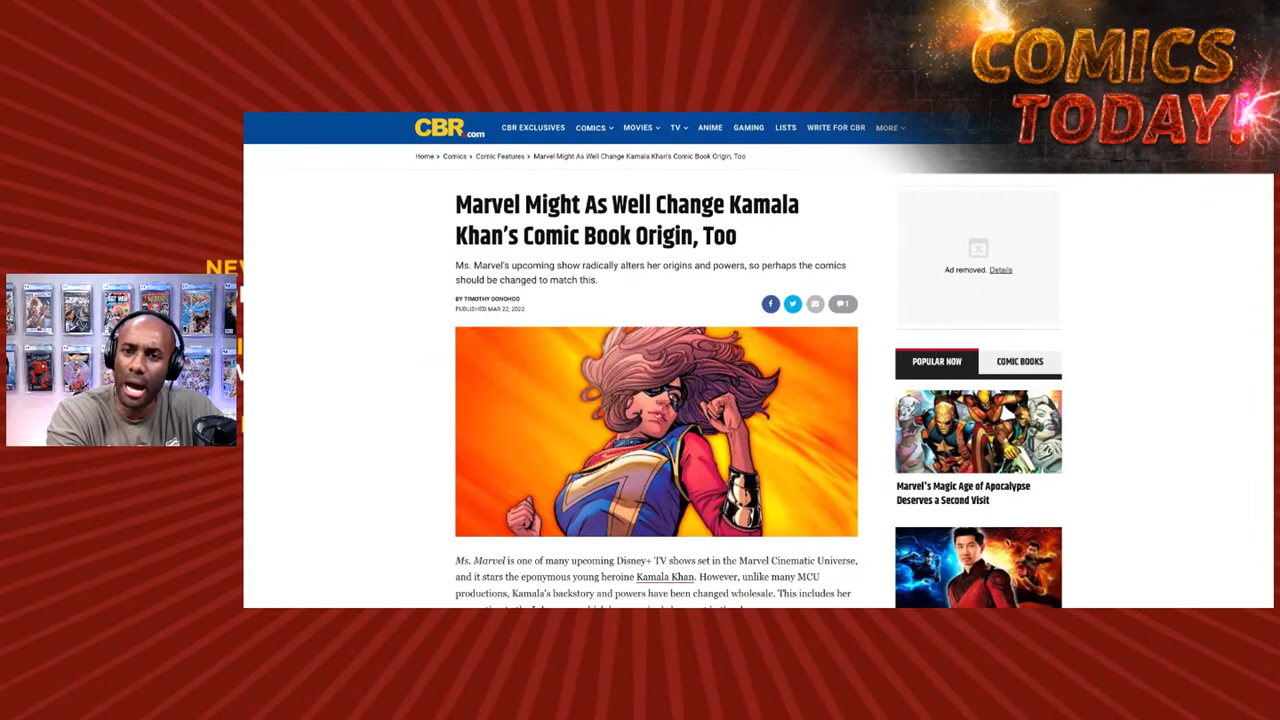 COMICS
TODAY!
CBR.com
CBR EXCLUSIVES COMICS MOVIES TV ANIME GAMING LISTS WRITE FOR CBR MORE
Home > Comics > Comic Features > Marvel Might As Well Change Kamala Khan's Comic Book Origin, Too
Marvel Might As Well Change Kamala
Khan's Comic Book Origin, Too
Ms. Marvel's upcoming show radically alters her origins and powers, so perhaps the comics
should be changed to match this.
BY TIMOTHY DONOHOO
PUBLISHED MAR 22, 2022
1
Ms. Marvel is one of many upcoming Disney+ TV shows set in the Marvel Cinematic Universe,
and it stars the eponymous young heroine Kamala Khan. However, unlike many MCU
productions, Kamala's backstory and powers have been changed wholesale. This includes her
Ad removed. Details
POPULAR NOW COMIC BOOKS
Marvel's Magic Age of Apocalypse
Deserves a Second Visit
NE